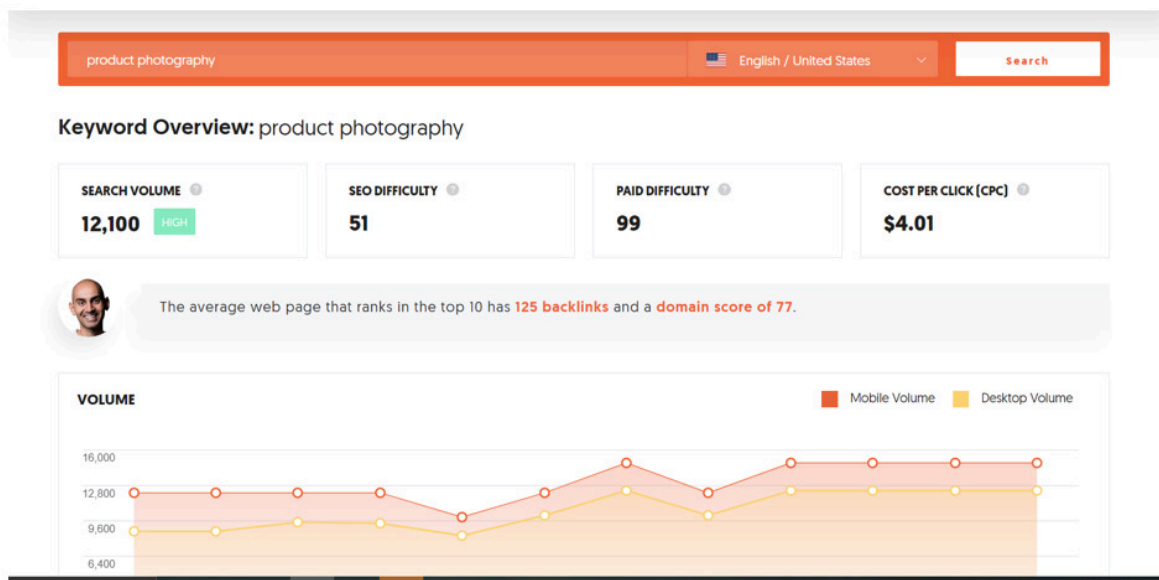 product photography English / United States Search
Keyword Overview: product photography
SEARCH VOLUME ? SEO DIFFICULTY ? PAID DIFFICULTY ? COST PER CLICK (CPC) ?
12,100 HIGH 51 99 $4.01
The average web page that ranks in the top 10 has 125 backlinks and a domain score of 77.
VOLUME Mobile Volume Desktop Volume
16,000
12,800
9,600
6,400